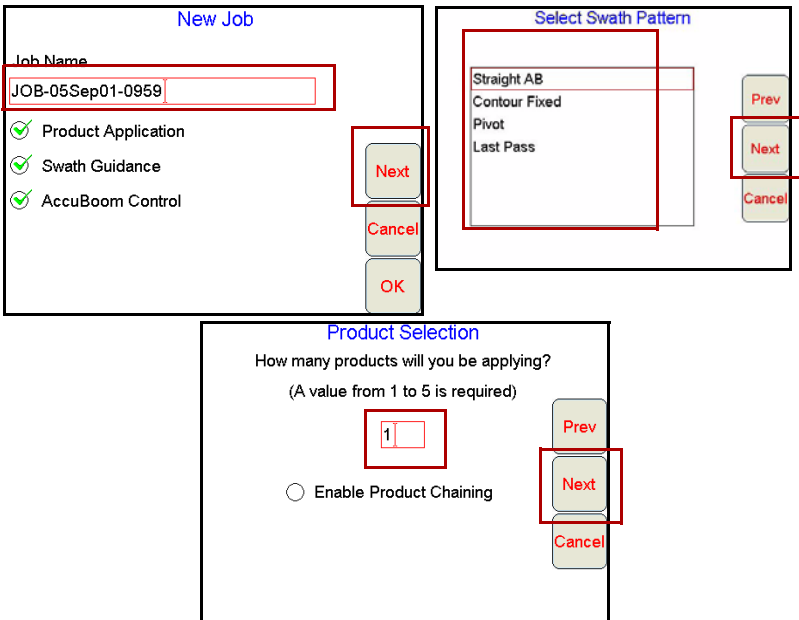 New Job
Job Name
JOB-05Sep01-0959
Product Application
Swath Guidance
AccuBoom Control
Next
Cancel
OK
Select Swath Pattern
Straight AB
Contour Fixed
Pivot
Last Pass
Prev
Next
Cancel
Product Selection
How many products will you be applying?
(A value from 1 to 5 is required)
1
Enable Product Chaining
Prev
Next
Cancel